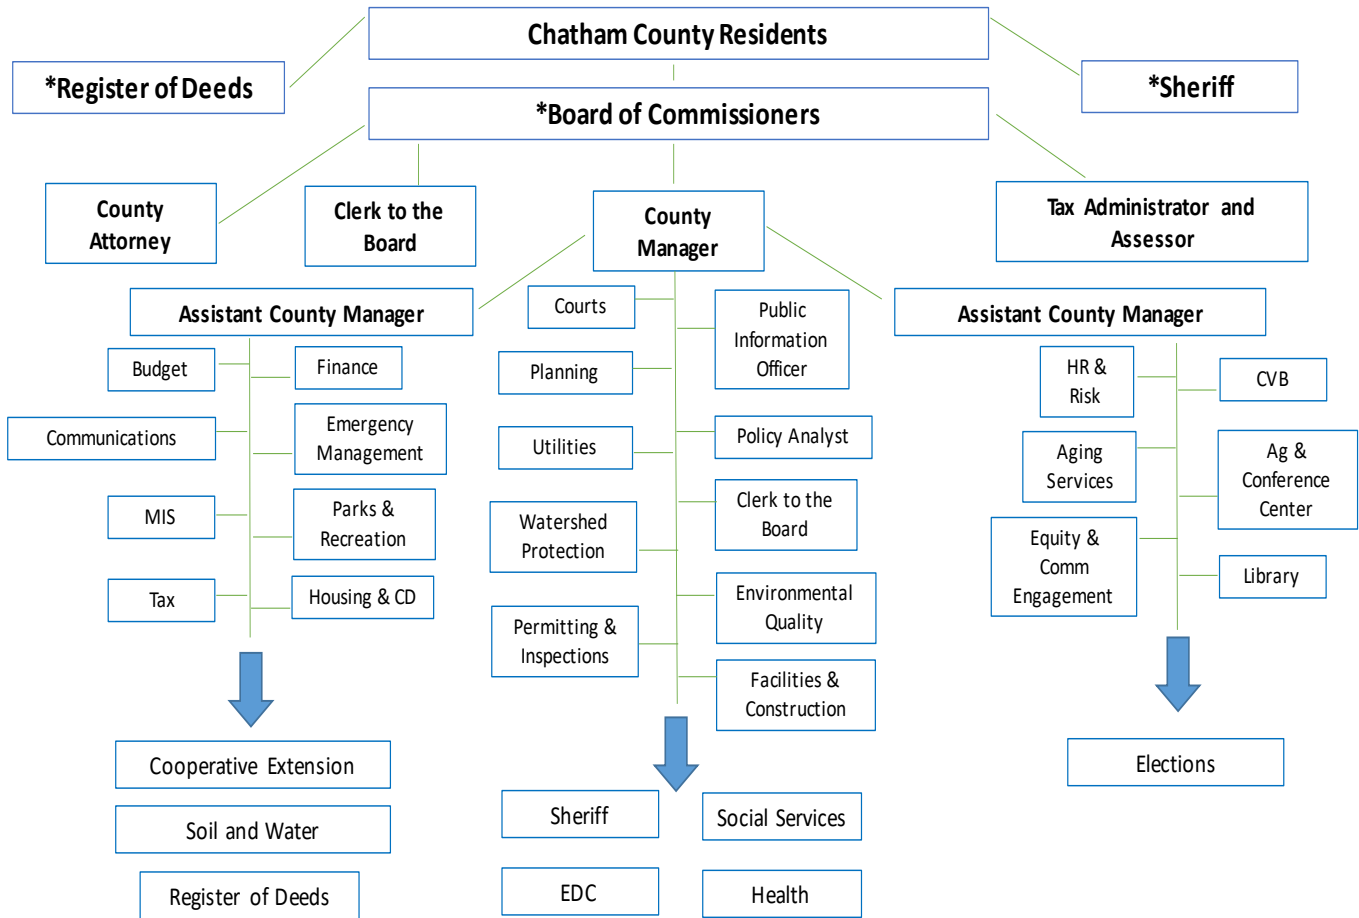 Chatham County Residents
*Register of Deeds
*Sheriff
*Board of Commissioners
County
Attorney
Clerk to the
Board
County
Manager
Tax Administrator and
Assessor
Assistant County Manager
Budget
Finance
Communications
Emergency
Management
MIS
Parks &
Recreation
Tax
Housing & CD
Cooperative Extension
Soil and Water
Register of Deeds
Courts
Public
Information
Officer
Planning
Utilities
Policy Analyst
Watershed
Protection
Clerk to the
Board
Environmental
Quality
Permitting &
Inspections
Facilities &
Construction
Sheriff
Social Services
EDC
Health
Assistant County Manager
HR &
Risk
CVB
Aging
Services
Ag &
Conference
Center
Equity &
Comm
Engagement
Library
Elections